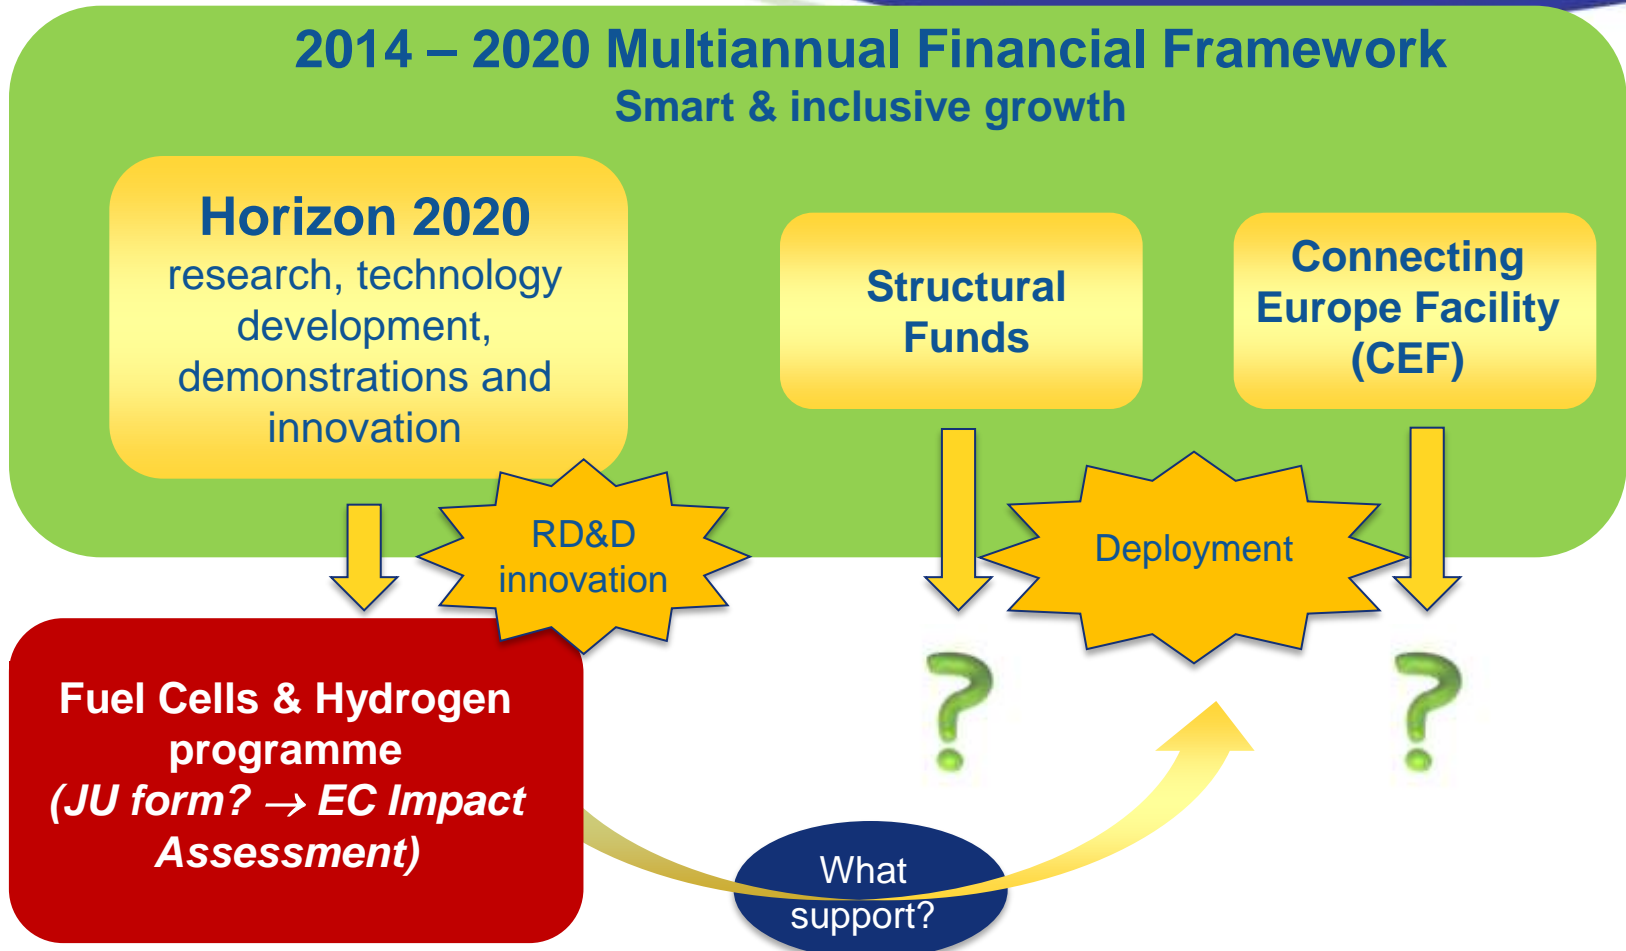 2014 – 2020 Multiannual Financial Framework
Smart & inclusive growth
Horizon 2020
research, technology
development,
demonstrations and
innovation
Structural
Funds
Connecting
Europe Facility
(CEF)
RD&D
innovation
Deployment
Fuel Cells & Hydrogen
programme
(JU form? → EC Impact
Assessment)
?
?
What
support?